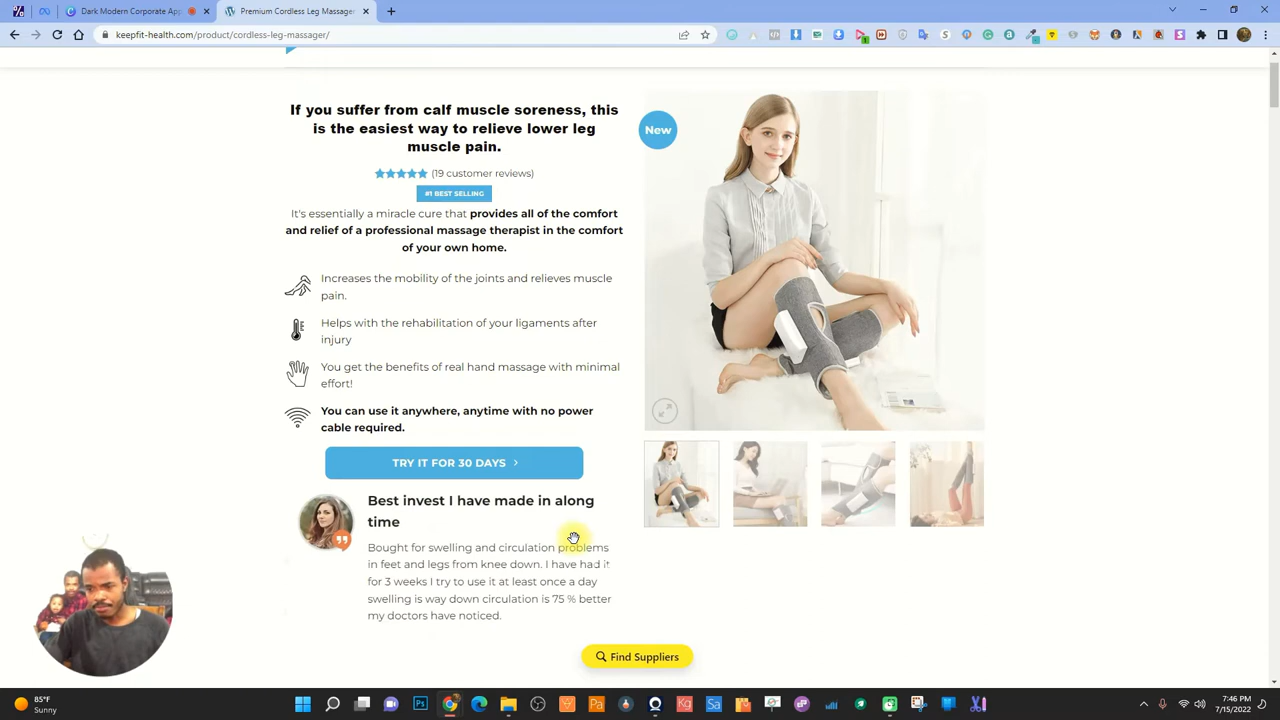 Dark Modern Corporate App
Premium Cordless Leg Massager
keepfit-health.com/product/cordless-leg-massager/
If you suffer from calf muscle soreness, this
is the easiest way to relieve lower leg
muscle pain.
(19 customer reviews)
#1 BEST SELLING
It's essentially a miracle cure that provides all of the comfort
and relief of a professional massage therapist in the comfort
of your own home.
Increases the mobility of the joints and relieves muscle
pain.
Helps with the rehabilitation of your ligaments after
injury
You get the benefits of real hand massage with minimal
effort!
You can use it anywhere, anytime with no power
cable required.
TRY IT FOR 30 DAYS
Best invest I have made in along
time
Bought for swelling and circulation problems
in feet and legs from knee down. I have had it
for 3 weeks I try to use it at least once a day
swelling is way down circulation is 75 % better
my doctors have noticed.
New
Find Suppliers
85°F
Sunny
7:46 PM
7/15/2022